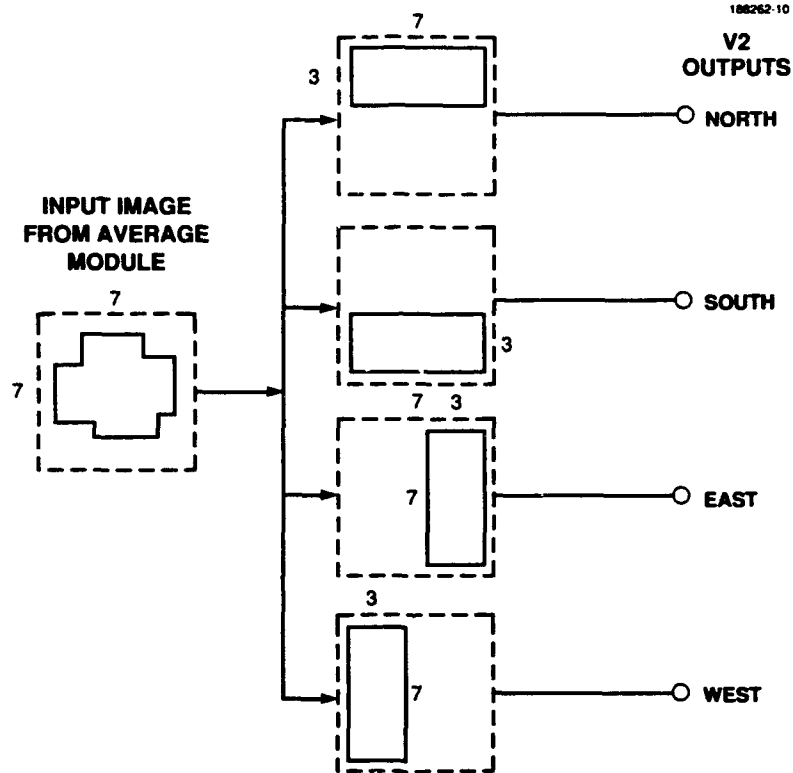 188262-10
V2
OUTPUTS
7
3
NORTH
INPUT IMAGE
FROM AVERAGE
MODULE
7
7
SOUTH
3
7 3
7
EAST
3
7
WEST